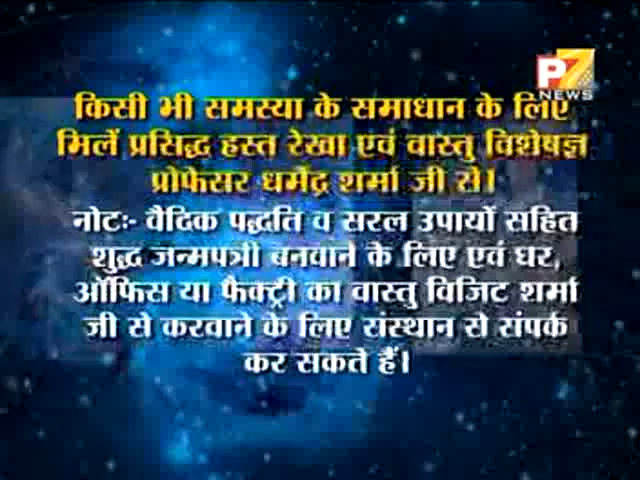 P7
NEWS
किसी भी समस्या के समाधान के लिए
मिलें प्रसिद्ध हस्त रेखा एवं वास्तु विशेषज्ञ
प्रोफेसर धर्मेंद्र शर्मा जी से।
नोटः- वैदिक पद्धति व सरल उपायों सहित
शुद्ध जन्मपत्री बनवाने के लिए एवं घर,
ऑफिस या फैक्ट्री का वास्तु विजिट शर्मा
जी से करवाने के लिए संस्थान से संपर्क
कर सकते हैं।